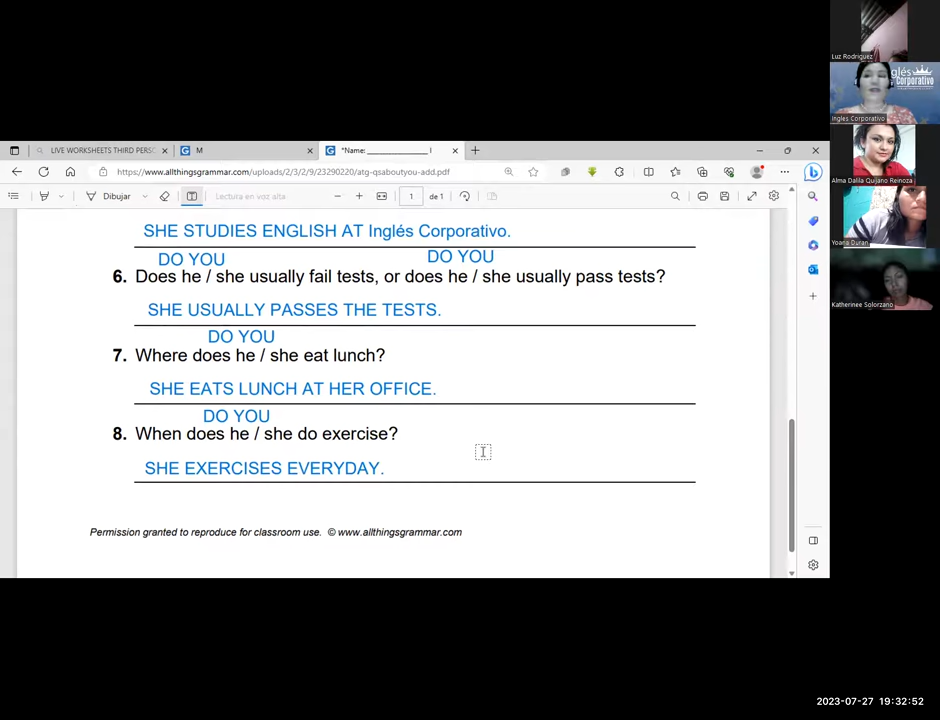 Luz Rodriguez
glés
Corporativo
Ingles Corporativo
Alma Dalila Quijano Reinoza
Yoana Duran
Katherinee Solorzano
LIVE WORKSHEETS THIRD PERSO
M
*Name: ______________ I
https://www.allthingsgrammar.com/uploads/2/3/2/9/23290220/atg-qsaboutyou-add.pdf
Dibujar
Lectura en voz alta
1
de 1
SHE STUDIES ENGLISH AT Inglés Corporativo.
DO YOU DO YOU
6. Does he / she usually fail tests, or does he / she usually pass tests?
SHE USUALLY PASSES THE TESTS.
DO YOU
7. Where does he / she eat lunch?
SHE EATS LUNCH AT HER OFFICE.
DO YOU
8. When does he / she do exercise?
SHE EXERCISES EVERYDAY.
Permission granted to reproduce for classroom use. © www.allthingsgrammar.com
2023-07-27 19:32:52